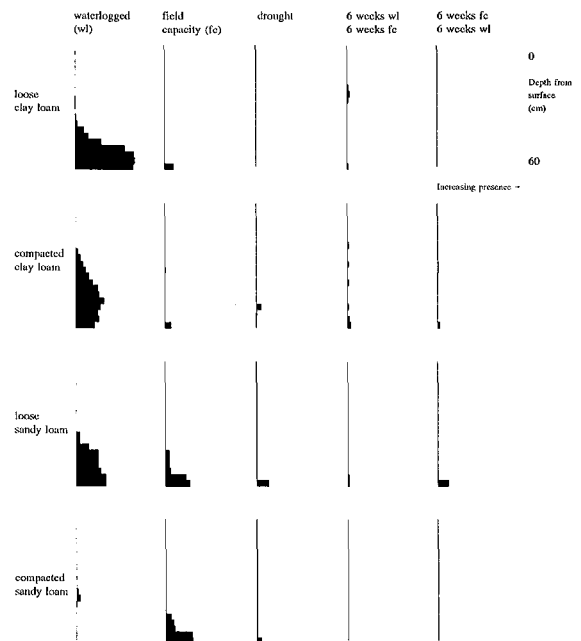 waterlogged
(wl)
field
capacity (fc)
drought
6 weeks wl
6 weeks fc
6 weeks fc
6 weeks wl
loose
clay loam
0
Depth from
surface
(cm)
60
Increasing presence →
compacted
clay loam
loose
sandy loam
compacted
sandy loam